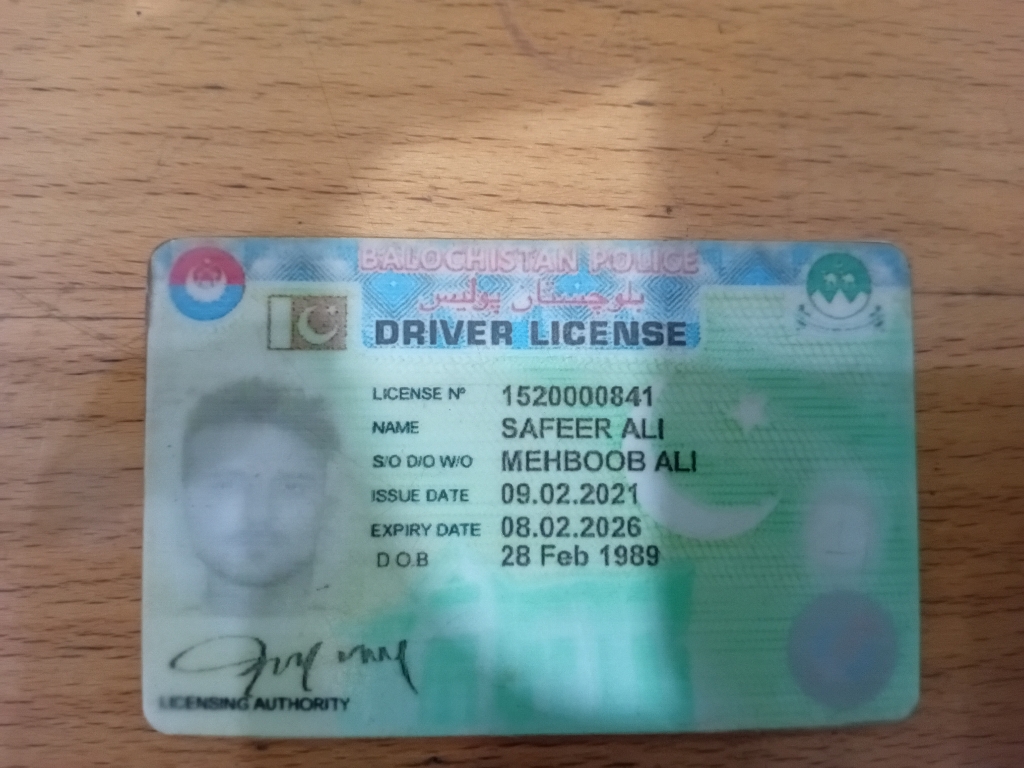 BALOCHISTAN POLICE
بلوچستان پولیس
DRIVER LICENSE
LICENSE Nº 1520000841
NAME SAFEER ALI
S/O D/O W/O MEHBOOB ALI
ISSUE DATE 09.02.2021
EXPIRY DATE 08.02.2026
D.O.B 28 Feb 1989
LICENSING AUTHORITY